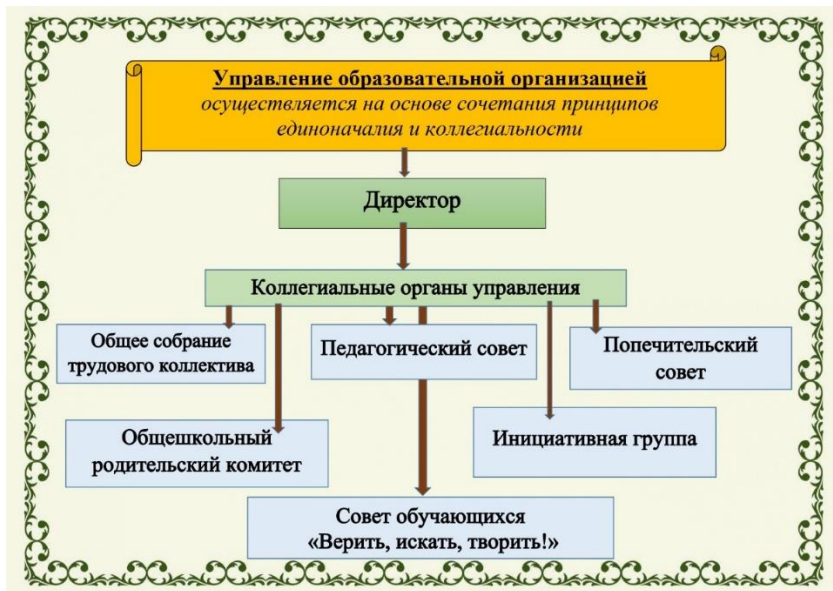 Управление образовательной организацией
осуществляется на основе сочетания принципов
единоначалия и коллегиальности
Директор
Коллегиальные органы управления
Общее собрание
трудового коллектива
Педагогический совет
Попечительский
совет
Общешкольный
родительский комитет
Инициативная группа
Совет обучающихся
«Верить, искать, творить!»